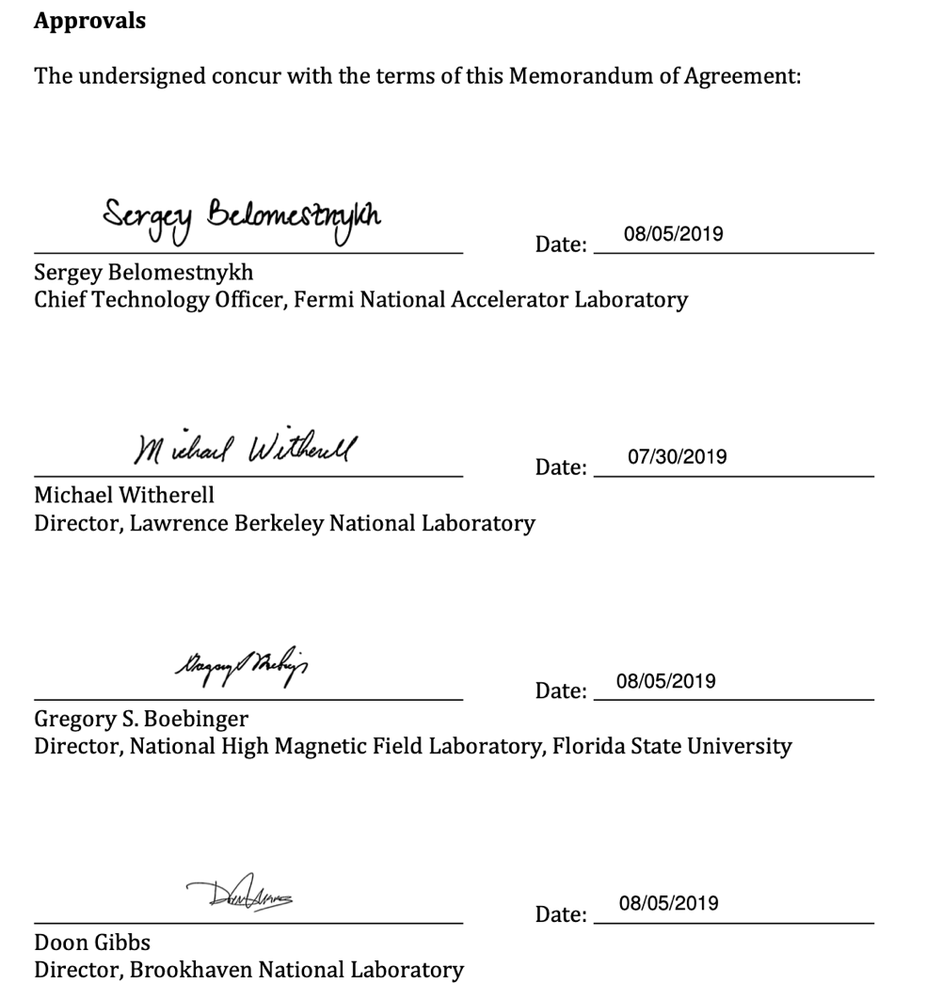 Approvals
The undersigned concur with the terms of this Memorandum of Agreement:
Sergey Belomestnykh
Date: 08/05/2019
Sergey Belomestnykh
Chief Technology Officer, Fermi National Accelerator Laboratory
Michael Witherell
Date: 07/30/2019
Michael Witherell
Director, Lawrence Berkeley National Laboratory
Date: 08/05/2019
Gregory S. Boebinger
Director, National High Magnetic Field Laboratory, Florida State University
Date: 08/05/2019
Doon Gibbs
Director, Brookhaven National Laboratory